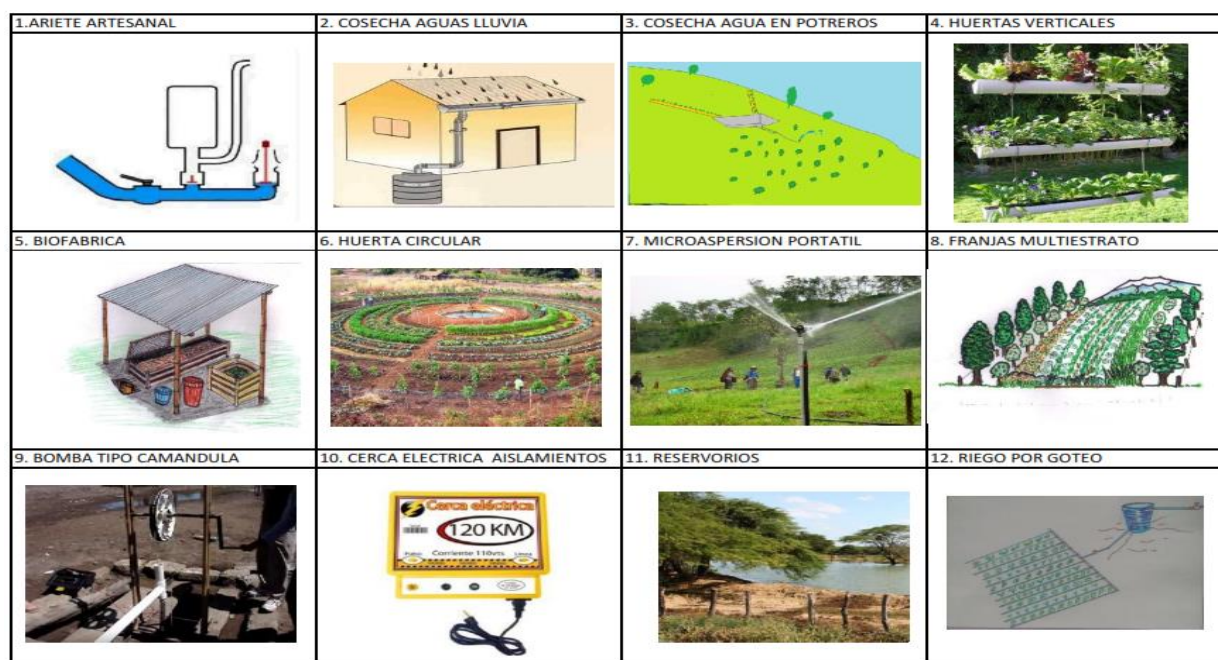 1.ARIETE ARTESANAL
2. COSECHA AGUAS LLUVIA
3. COSECHA AGUA EN POTREROS
4. HUERTAS VERTICALES
5. BIOFABRICA
6. HUERTA CIRCULAR
7. MICROASPERSION PORTATIL
8. FRANJAS MULTIESTRATO
9. BOMBA TIPO CAMANDULA
10. CERCA ELECTRICA AISLAMIENTOS
Cerca eléctrica
120 KM
Corriente 110vts
Línea
11. RESERVORIOS
12. RIEGO POR GOTEO